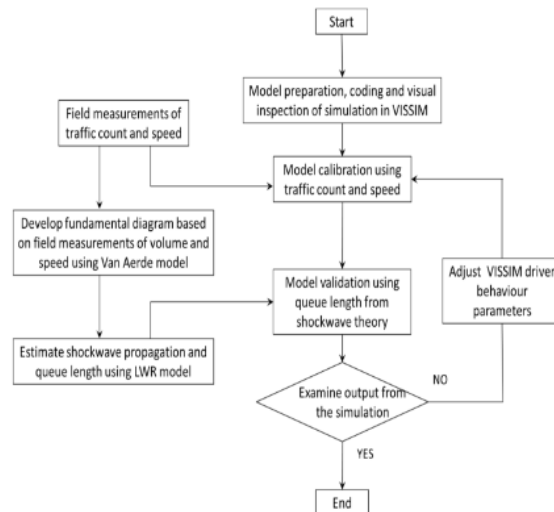 Start
Model preparation, coding and visual
inspection of simulation in VISSIM
Field measurements of
traffic count and speed
Model calibration using
traffic count and speed
Develop fundamental diagram based
on field measurements of volume and
speed using Van Aerde model
Adjust VISSIM driver
behaviour
parameters
Model validation using
queue length from
shockwave theory
Estimate shockwave propagation and
queue length using LWR model
NO
Examine output from
the simulation
YES
End